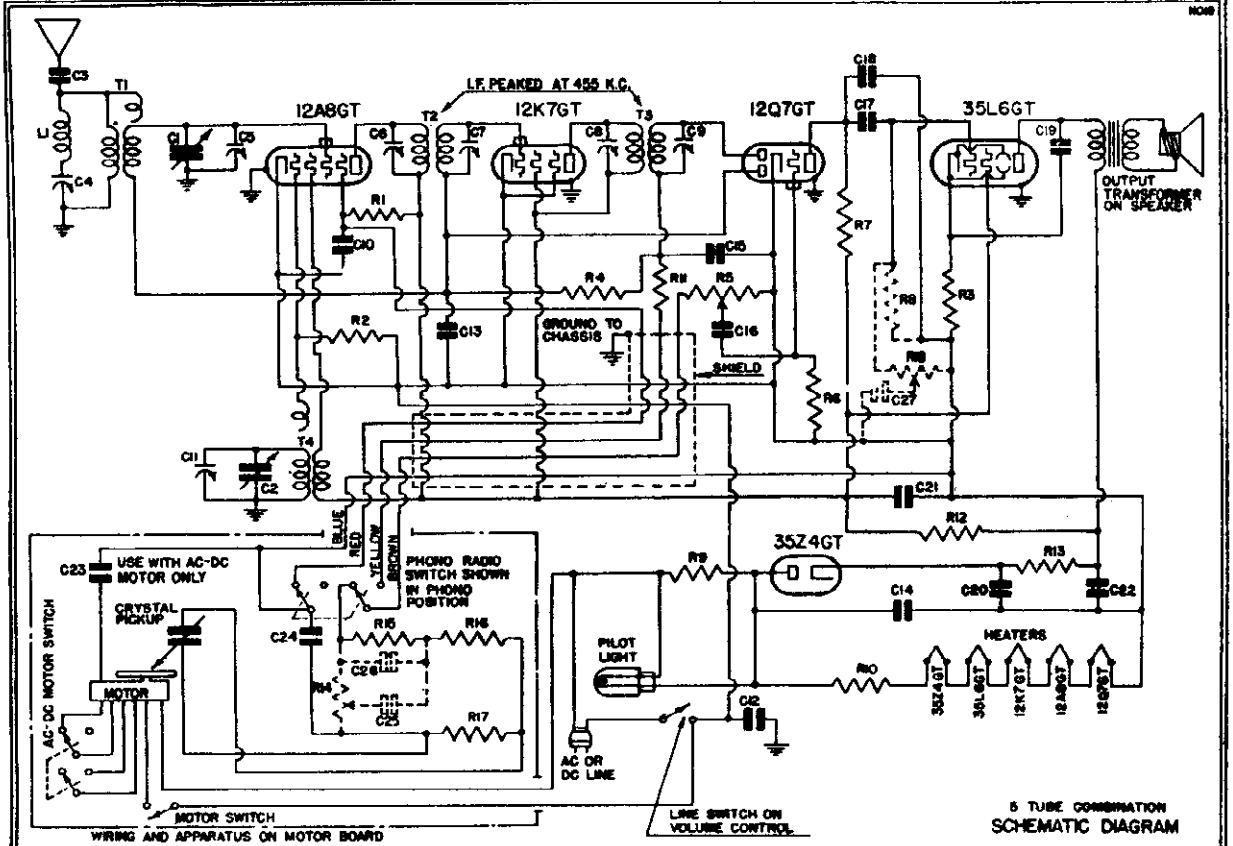 NO18
C3
T1
I.F. PEAKED AT 455 K.C.
12A8GT
12K7GT
12Q7GT
35L6GT
C18
C17
C19
L1
C4
C1
C5
C6
T2
C7
C8
T3
C9
OUTPUT
TRANSFORMER
ON SPEAKER
R1
C10
R7
R4
C15
R11
R5
R8
R3
R2
C13
GROUND TO
CHASSIS
C16
SHIELD
R18
C27
R6
C11
C2
T4
C21
BLUE
RED
YELLOW
BROWN
R12
C23
USE WITH AC-DC
MOTOR ONLY
PHONO RADIO
SWITCH SHOWN
IN PHONO
POSITION
35Z4GT
R9
R13
C14
C20
C22
CRYSTAL
PICKUP
C24
R15
R16
PILOT
LIGHT
HEATERS
C26
R14
C25
R10
35Z4GT
35L6GT
12K7GT
12A8GT
12Q7GT
AC-DC MOTOR SWITCH
MOTOR
R17
C12
AC OR
DC LINE
MOTOR SWITCH
LINE SWITCH ON
VOLUME CONTROL
WIRING AND APPARATUS ON MOTOR BOARD
5 TUBE COMBINATION
SCHEMATIC DIAGRAM